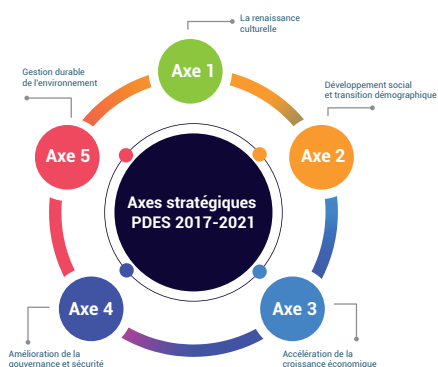 La renaissance
culturelle
Axe 1
Gestion durable
de l'environnement
Développement social
et transition démographique
Axe 5
Axe 2
Axes stratégiques
PDES 2017-2021
Axe 4
Axe 3
Amélioration de la
gouvernance et sécurité
Accélération de la
croissance économique